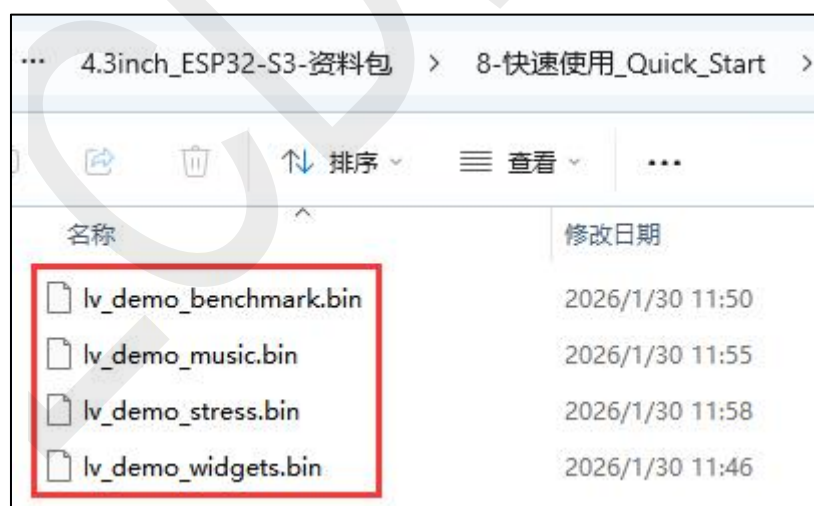 ... 4.3inch_ESP32-S3-资料包 > 8-快速使用_Quick_Start >
排序 查看 ...
名称 修改日期
lv_demo_benchmark.bin 2026/1/30 11:50
lv_demo_music.bin 2026/1/30 11:55
lv_demo_stress.bin 2026/1/30 11:58
lv_demo_widgets.bin 2026/1/30 11:46